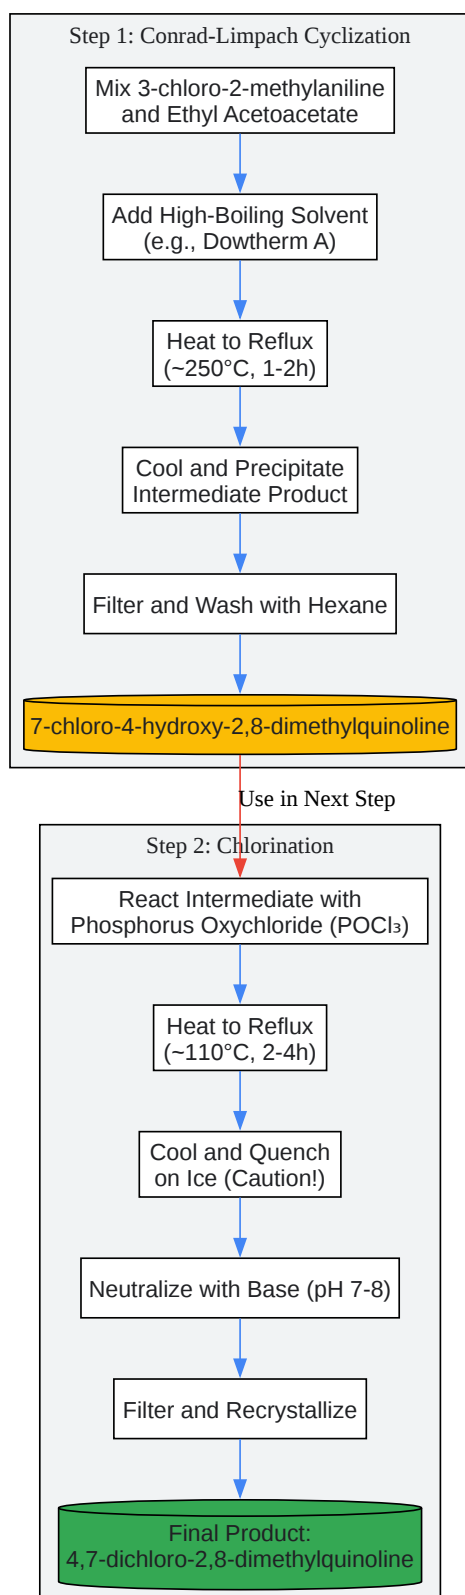 Step 1: Conrad-Limpach Cyclization
Mix 3-chloro-2-methylaniline
and Ethyl Acetoacetate
Add High-Boiling Solvent
(e.g., Dowtherm A)
Heat to Reflux
(~250°C, 1-2h)
Cool and Precipitate
Intermediate Product
Filter and Wash with Hexane
7-chloro-4-hydroxy-2,8-dimethylquinoline
Use in Next Step
Step 2: Chlorination
React Intermediate with
Phosphorus Oxychloride (POCl₃)
Heat to Reflux
(~110°C, 2-4h)
Cool and Quench
on Ice (Caution!)
Neutralize with Base (pH 7-8)
Filter and Recrystallize
Final Product:
4,7-dichloro-2,8-dimethylquinoline